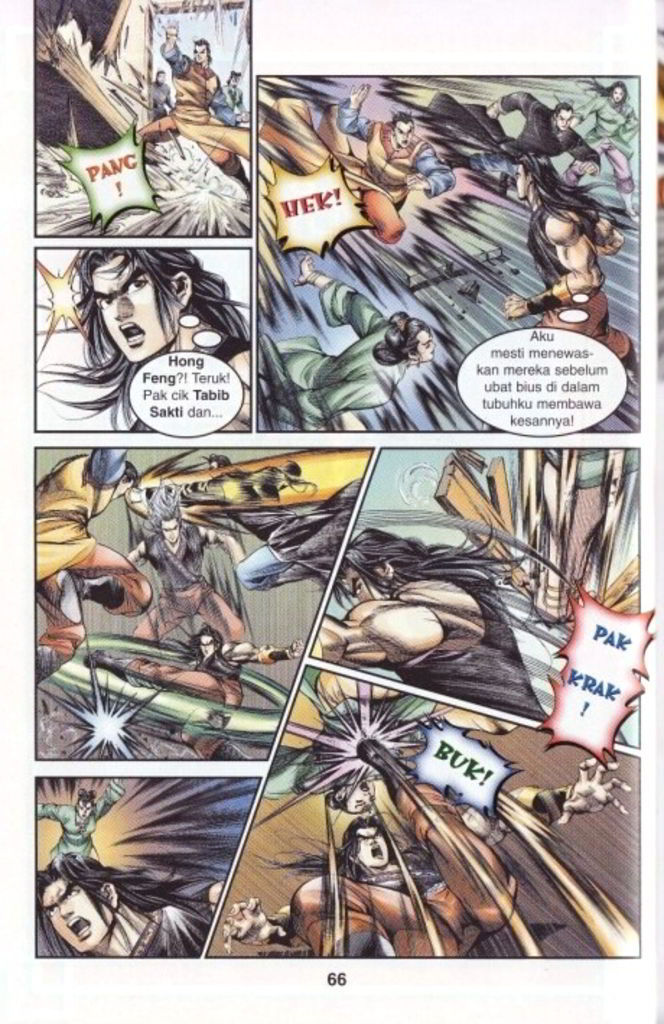 PANG
!
HEK!
Hong
Feng?! Teruk!
Pak cik Tabib
Sakti dan...
Aku
mesti menewas-
kan mereka sebelum
ubat bius di dalam
tubuhku membawa
kesannya!
PAK
KRAK
!
BUK!
66